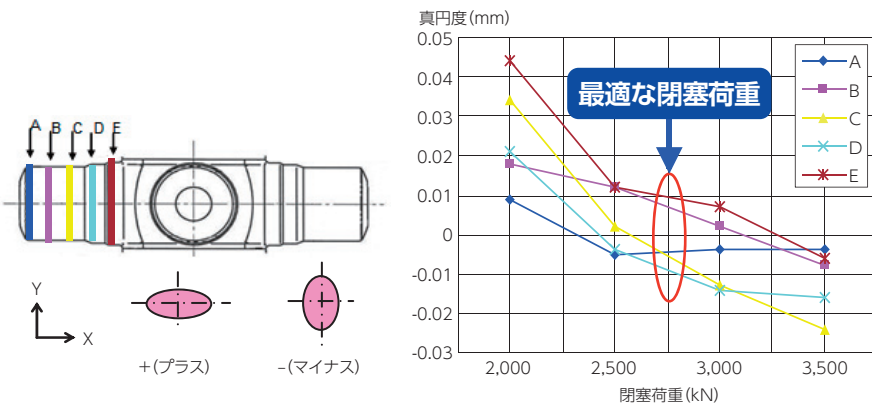 A B C D E
Y
X
+(プラス)
−(マイナス)
真円度(mm)
0.05
0.04
0.03
0.02
0.01
0
-0.01
-0.02
-0.03
2,000 2,500 3,000 3,500
閉塞荷重(kN)
最適な閉塞荷重
A
B
C
D
E